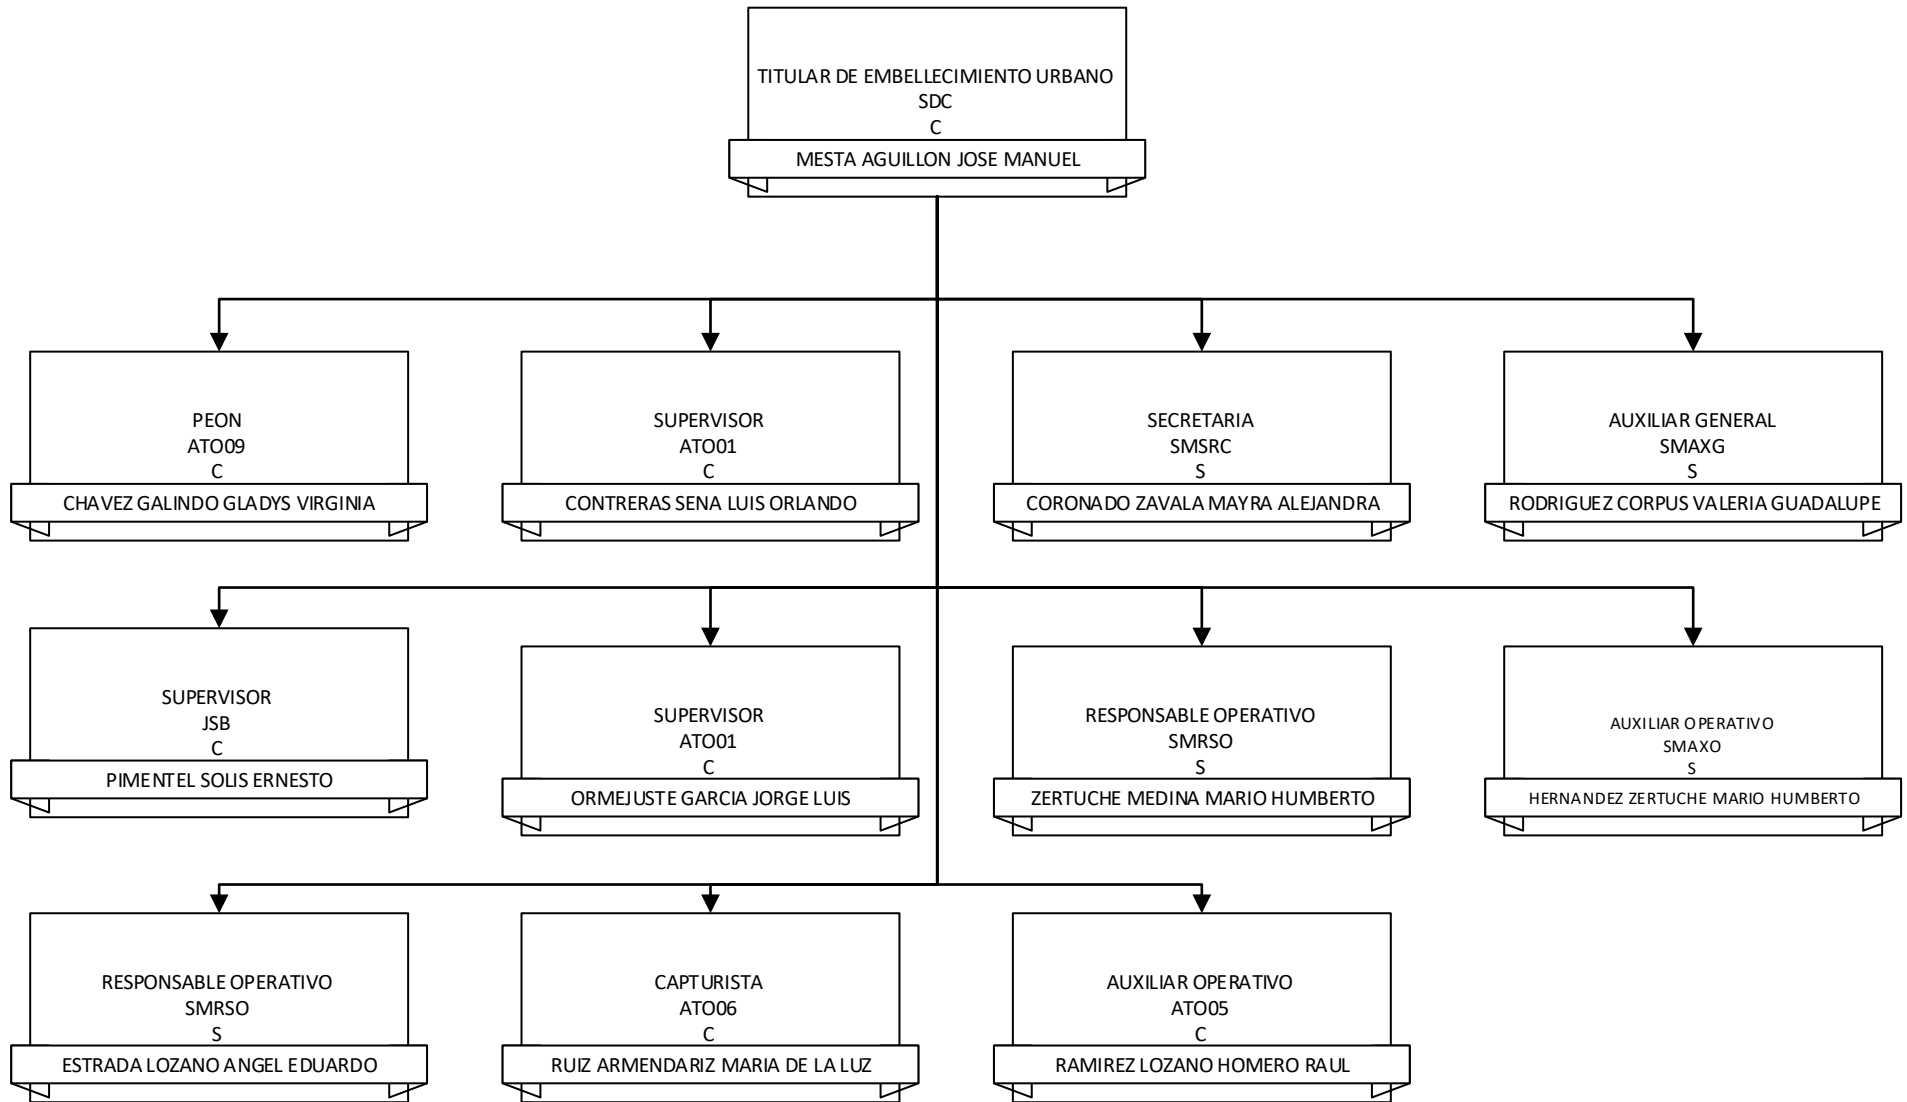 TITULAR DE EMBELLECIMIENTO URBANO
SDC
C
MESTA AGUILLON JOSE MANUEL
PEON
ATO09
C
CHAVEZ GALINDO GLADYS VIRGINIA
SUPERVISOR
ATO01
C
CONTRERAS SENA LUIS ORLANDO
SECRETARIA
SMSRC
S
CORONADO ZAVALA MAYRA ALEJANDRA
AUXILIAR GENERAL
SMAXG
S
RODRIGUEZ CORPUS VALERIA GUADALUPE
SUPERVISOR
JSB
C
PIMENTEL SOLIS ERNESTO
SUPERVISOR
ATO01
C
ORMEJUSTE GARCIA JORGE LUIS
RESPONSABLE OPERATIVO
SMRSO
S
ZERTUCHE MEDINA MARIO HUMBERTO
AUXILIAR OPERATIVO
SMAXO
S
HERNANDEZ ZERTUCHE MARIO HUMBERTO
RESPONSABLE OPERATIVO
SMRSO
S
ESTRADA LOZANO ANGEL EDUARDO
CAPTURISTA
ATO06
C
RUIZ ARMENDARIZ MARIA DE LA LUZ
AUXILIAR OPERATIVO
ATO05
C
RAMIREZ LOZANO HOMERO RAUL